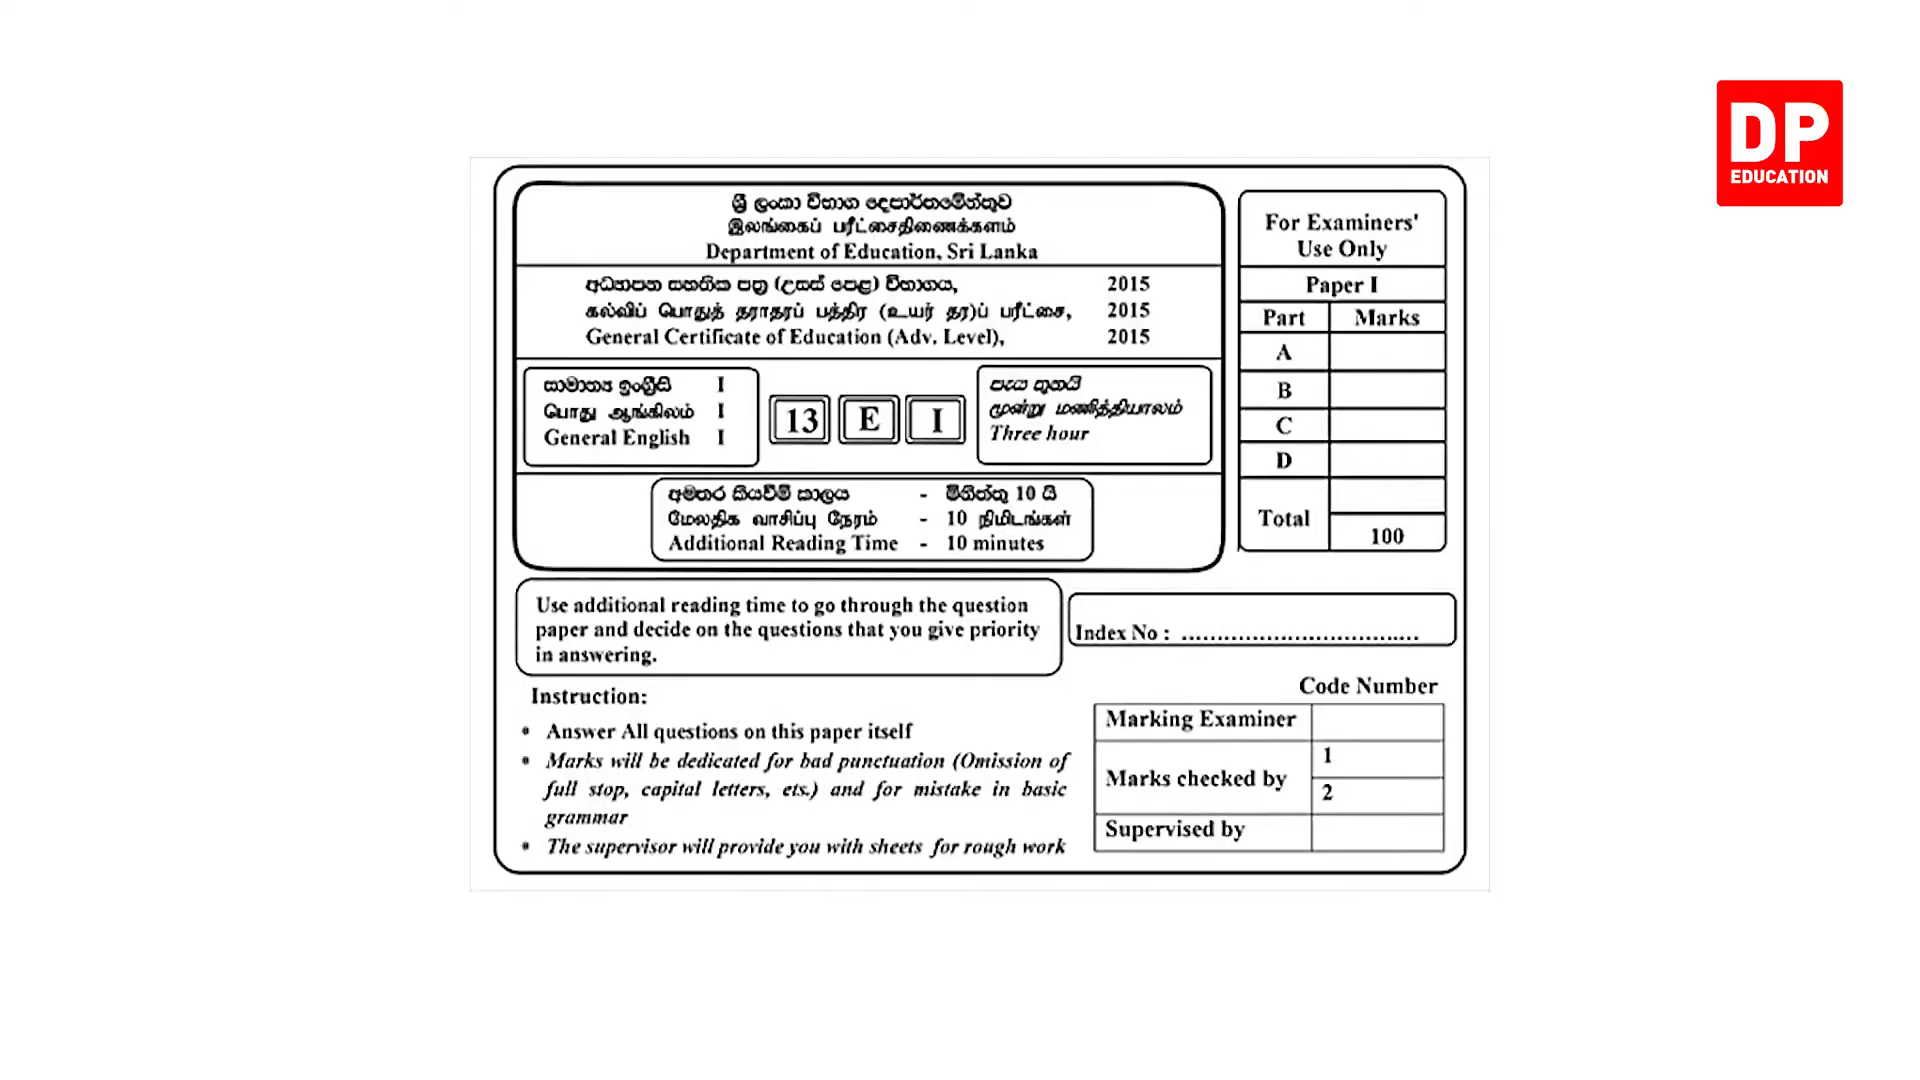 DP
EDUCATION
ශ්‍රී ලංකා විභාග දෙපාර්තමේන්තුව
இலங்கைப் பரீட்சைதிணைக்களம்
Department of Education, Sri Lanka
අධ්‍යයන සහතික පත්‍ර (උසස් පෙළ) විභාගය, 2015
கல்விப் பொதுத் தராதரப் பத்திர (உயர் தர)ப் பரீட்சை, 2015
General Certificate of Education (Adv. Level), 2015
සාමාන්‍ය ඉංග්‍රීසි I
பொது ஆங்கிலம் I
General English I
13 E I
පැය තුනයි
மூன்று மணித்தியாலம்
Three hour
අමතර කියවීම් කාලය - මිනිත්තු 10 යි
மேலதிக வாசிப்பு நேரம் - 10 நிமிடங்கள்
Additional Reading Time - 10 minutes
For Examiners'
Use Only
Paper I
Part Marks
A
B
C
D
Total
100
Use additional reading time to go through the question
paper and decide on the questions that you give priority
in answering.
Index No : ................................
Instruction:
• Answer All questions on this paper itself
• Marks will be dedicated for bad punctuation (Omission of
full stop, capital letters, ets.) and for mistake in basic
grammar
• The supervisor will provide you with sheets for rough work
Code Number
Marking Examiner
Marks checked by
1
2
Supervised by